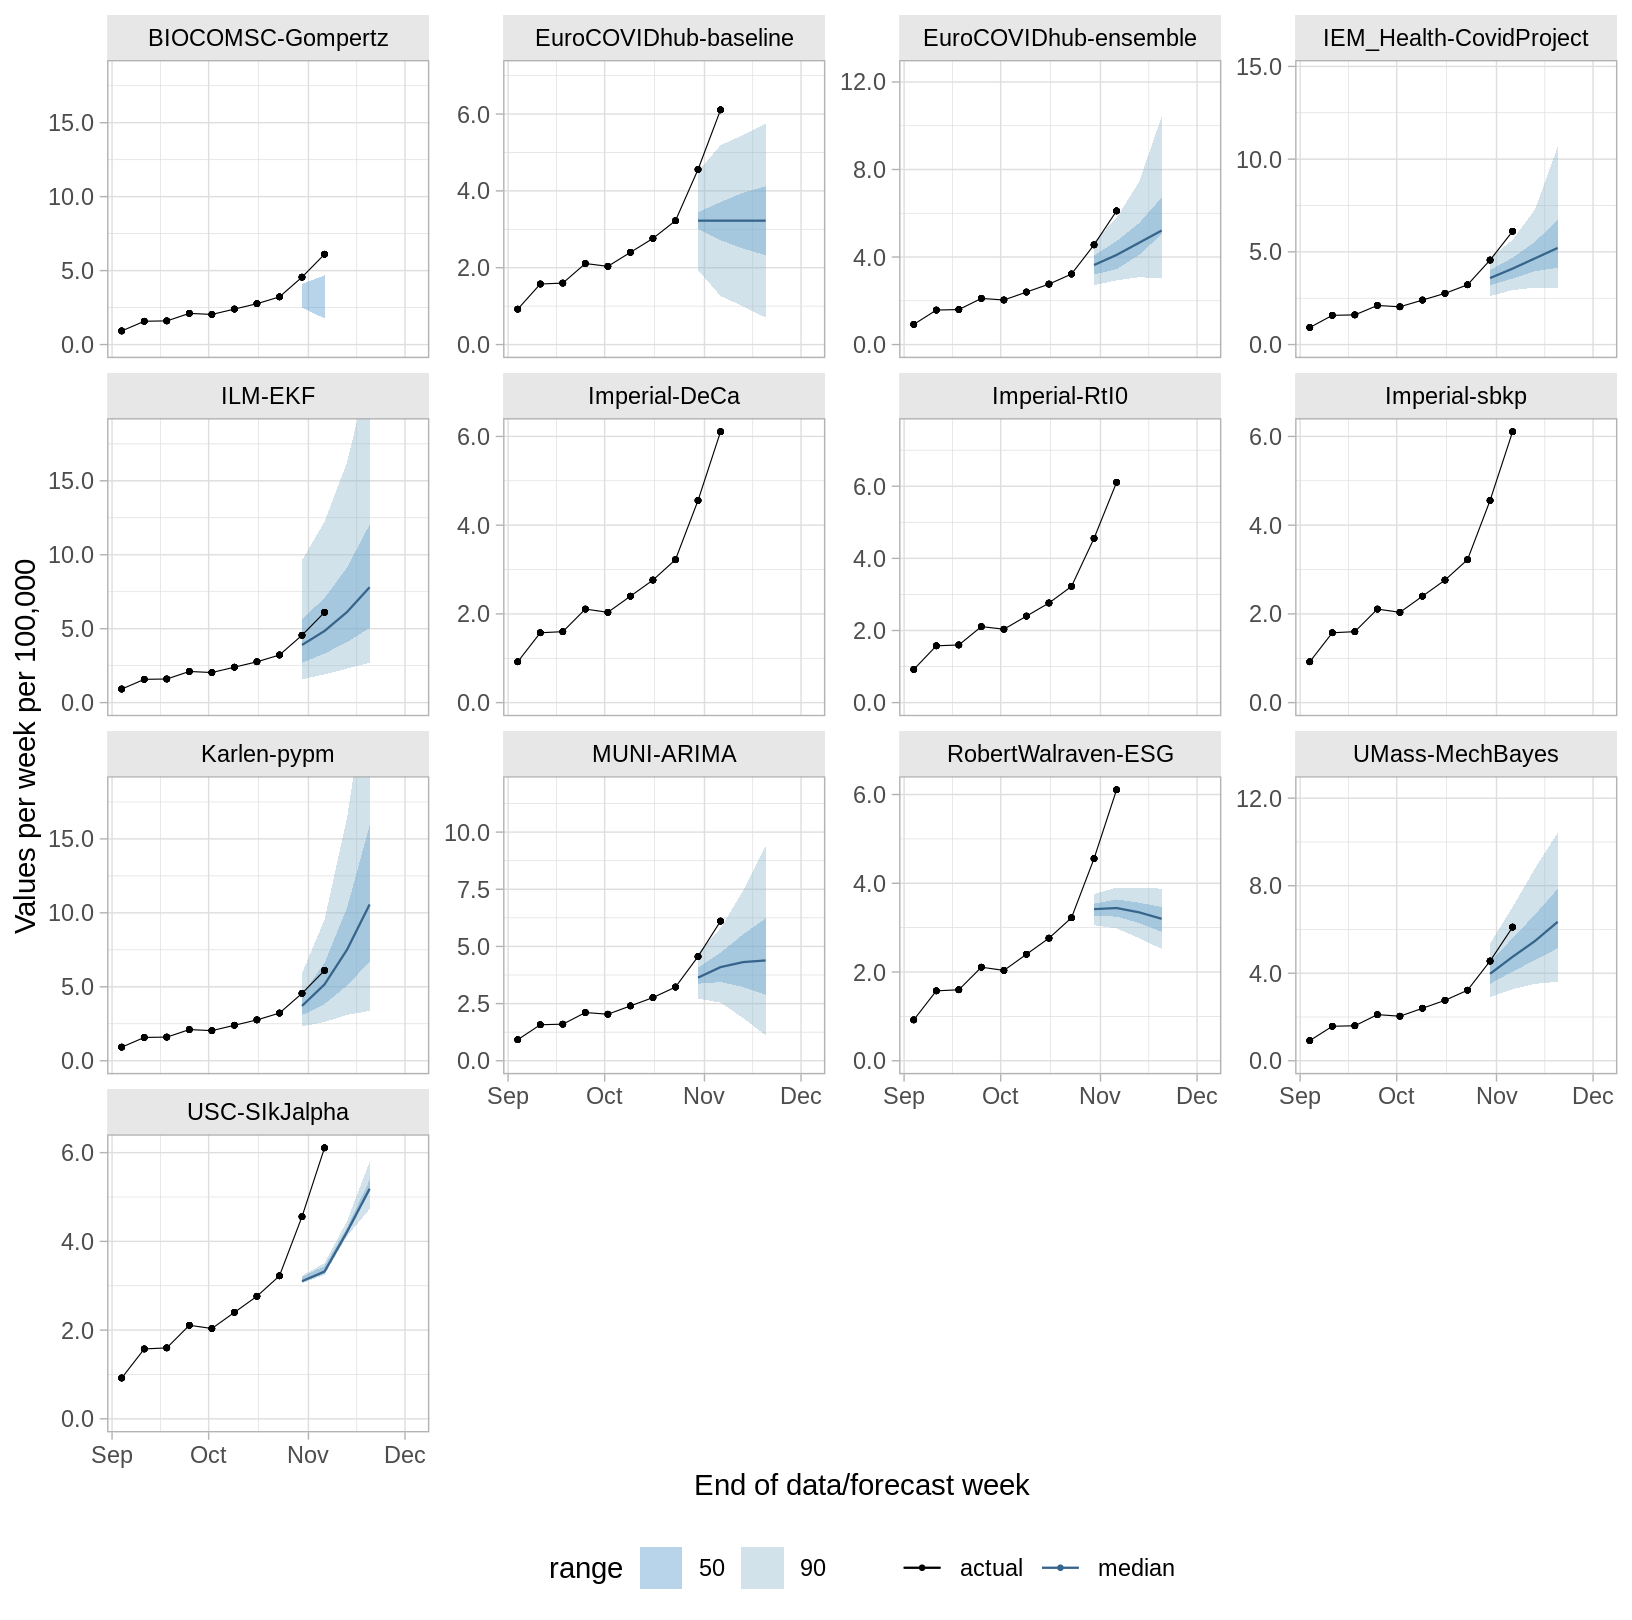 BIOCOMSC-Gompertz
EuroCOVIDhub-baseline
EuroCOVIDhub-ensemble
IEM_Health-CovidProject
15.0
10.0
5.0
0.0
6.0
4.0
2.0
0.0
12.0
8.0
4.0
0.0
15.0
10.0
5.0
0.0
ILM-EKF
Imperial-DeCa
Imperial-RtI0
Imperial-sbkp
15.0
10.0
5.0
0.0
6.0
4.0
2.0
0.0
6.0
4.0
2.0
0.0
6.0
4.0
2.0
0.0
Values per week per 100,000
Karlen-pypm
MUNI-ARIMA
RobertWalraven-ESG
UMass-MechBayes
15.0
10.0
5.0
0.0
10.0
7.5
5.0
2.5
0.0
6.0
4.0
2.0
0.0
12.0
8.0
4.0
0.0
Sep Oct Nov Dec
Sep Oct Nov Dec
Sep Oct Nov Dec
USC-SIkJalpha
6.0
4.0
2.0
0.0
Sep Oct Nov Dec
End of data/forecast week
range 50 90 actual median